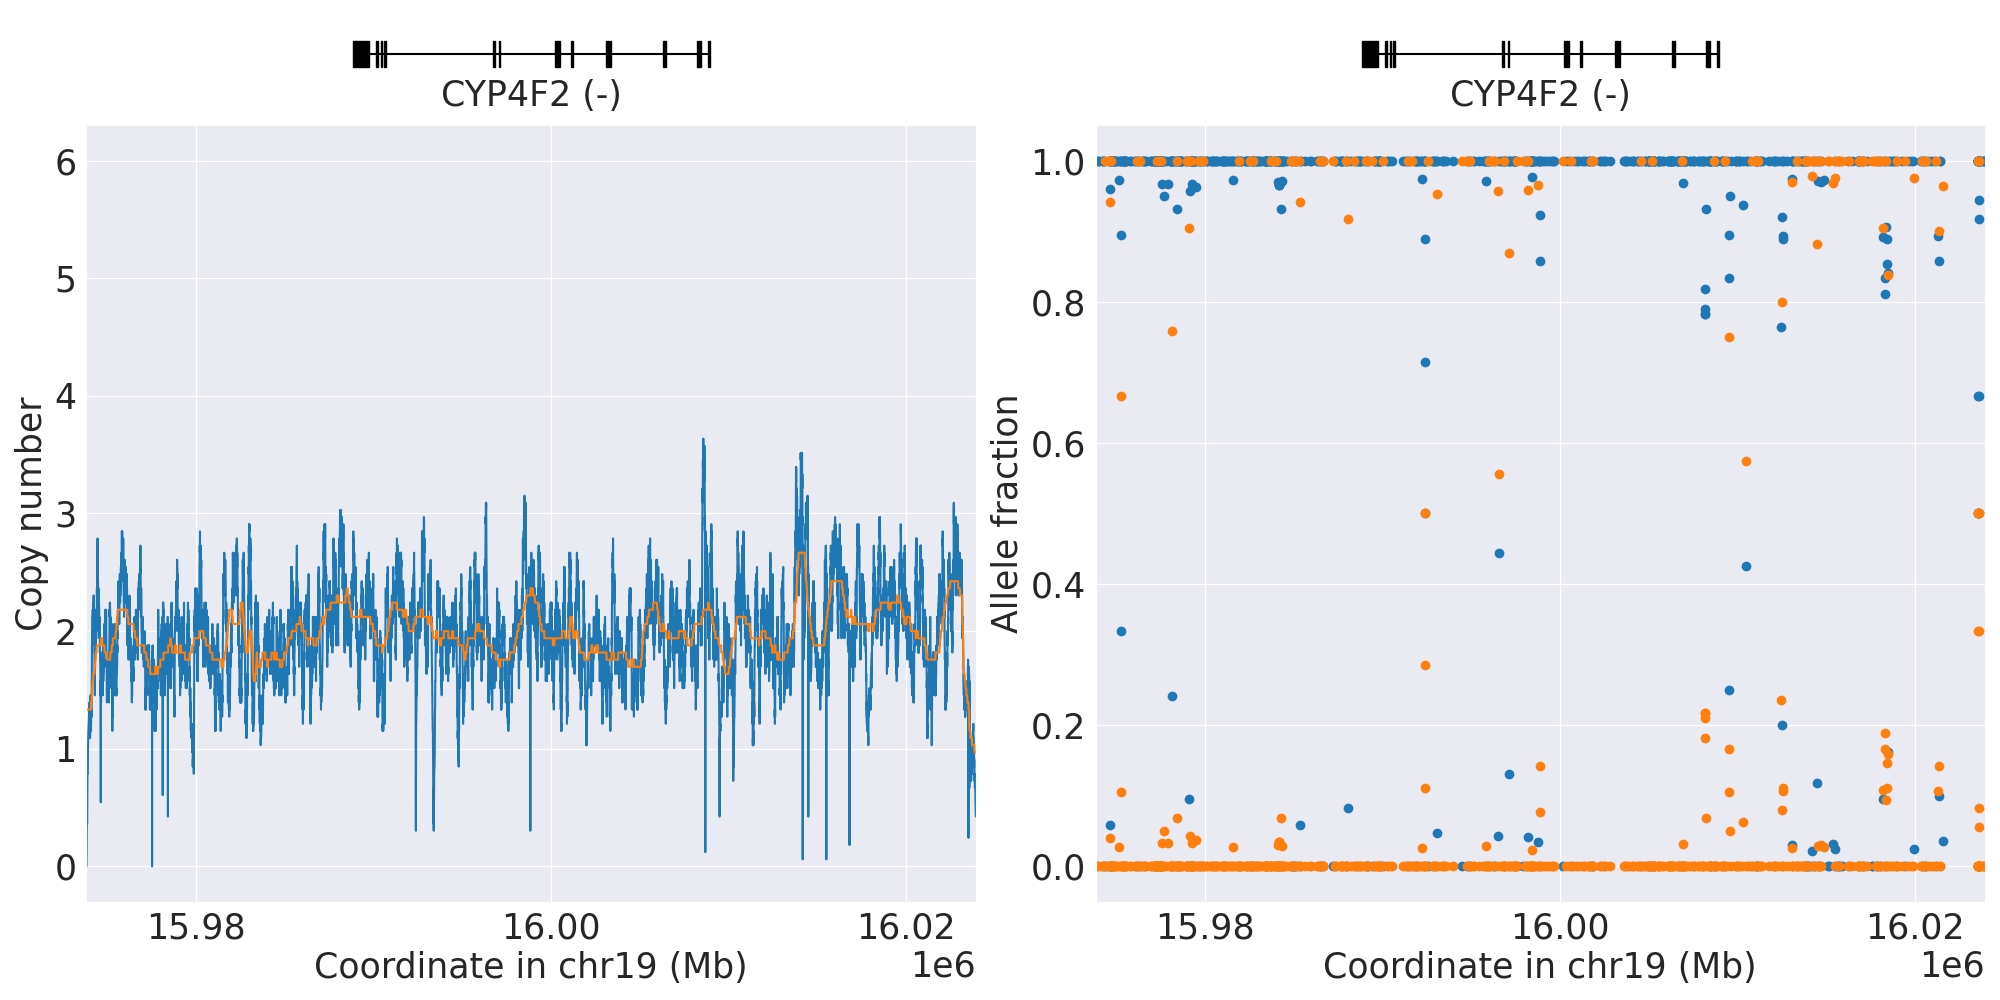 CYP4F2 (-)
6
5
4
3
2
1
0
Copy number
15.98
16.00
16.02
Coordinate in chr19 (Mb)
1e6
CYP4F2 (-)
1.0
0.8
0.6
0.4
0.2
0.0
Allele fraction
15.98
16.00
16.02
Coordinate in chr19 (Mb)
1e6